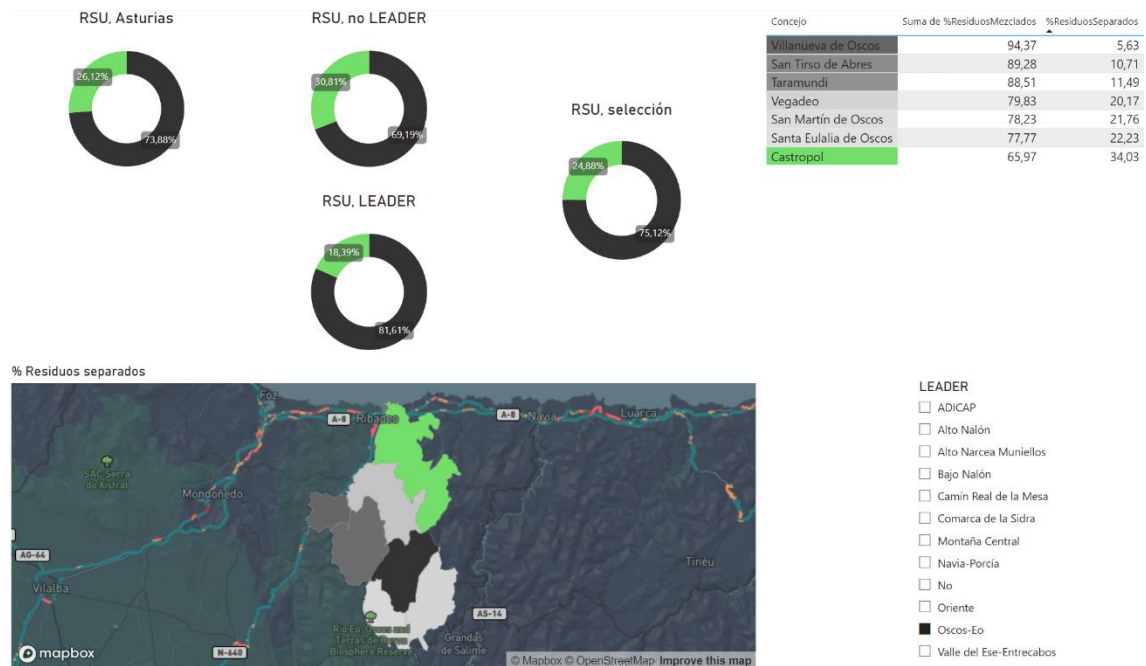 RSU, Asturias
26,12%
73,88%
RSU, no LEADER
30,81%
69,19%
RSU, LEADER
18,39%
81,61%
RSU, selección
24,88%
75,12%
Concejo Suma de %ResiduosMezclados %ResiduosSeparados
Villanueva de Oscos 94,37 5,63
San Tirso de Abres 89,28 10,71
Taramundi 88,51 11,49
Vegadeo 79,83 20,17
San Martín de Oscos 78,23 21,76
Santa Eulalia de Oscos 77,77 22,23
Castropol 65,97 34,03
% Residuos separados
Foz
A-8
Ribadeo
A-8
Navia
Luarca
SAC Serra
do Xistral
Mondoñedo
AG-64
Vilalba
Tinéu
AS-14
Río Eo, Oscos and
Terras de Buron
Biosphere Reserve
Grandas
de Salime
N-640
mapbox
© Mapbox © OpenStreetMap Improve this map
LEADER
ADICAP
Alto Nalón
Alto Narcea Muniellos
Bajo Nalón
Camín Real de la Mesa
Comarca de la Sidra
Montaña Central
Navia-Porcía
No
Oriente
Oscos-Eo
Valle del Ese-Entrecabos